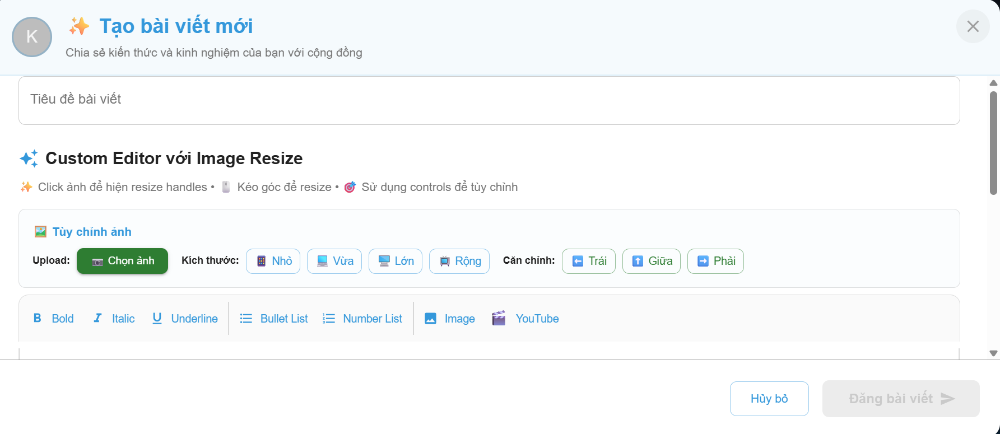 K
✨ Tạo bài viết mới
Chia sẻ kiến thức và kinh nghiệm của bạn với cộng đồng
Tiêu đề bài viết
Custom Editor với Image Resize
✨ Click ảnh để hiện resize handles • 🖱️ Kéo góc để resize • 🎯 Sử dụng controls để tùy chỉnh
🖼️ Tùy chỉnh ảnh
Upload: 📷 Chọn ảnh Kích thước: 📱 Nhỏ 💻 Vừa 🖥️ Lớn 📺 Rộng Căn chỉnh: ⬅️ Trái ⬆️ Giữa ➡️ Phải
B Bold I Italic U Underline Bullet List Number List Image 🎬 YouTube
Hủy bỏ Đăng bài viết